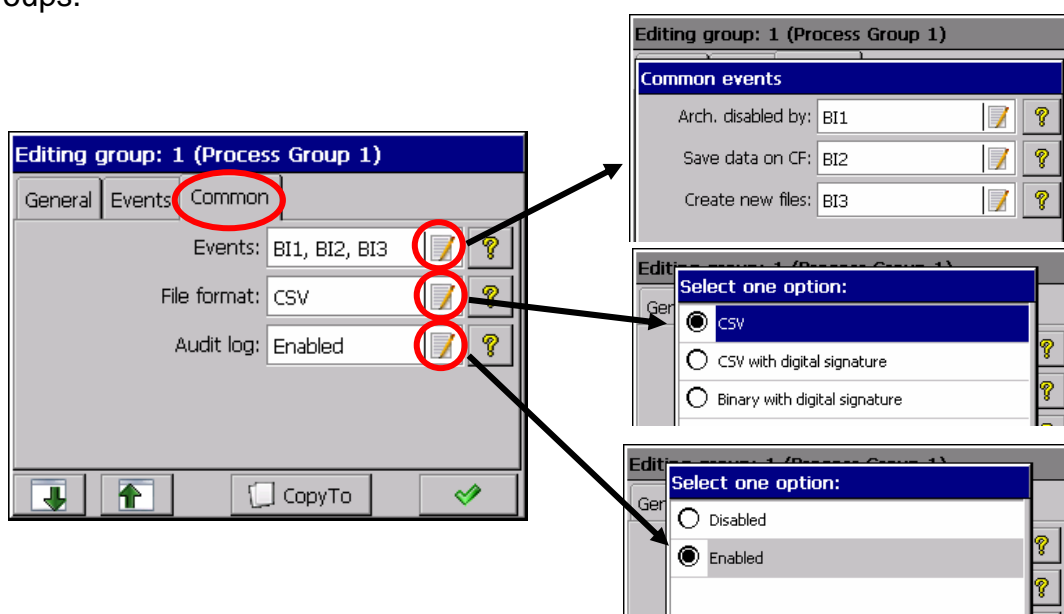 oups.
Editing group: 1 (Process Group 1)
General Events Common
Events: BI1, BI2, BI3
File format: CSV
Audit log: Enabled
CopyTo
Editing group: 1 (Process Group 1)
Common events
Arch. disabled by: BI1
Save data on CF: BI2
Create new files: BI3
Select one option:
CSV
CSV with digital signature
Binary with digital signature
Select one option:
Disabled
Enabled